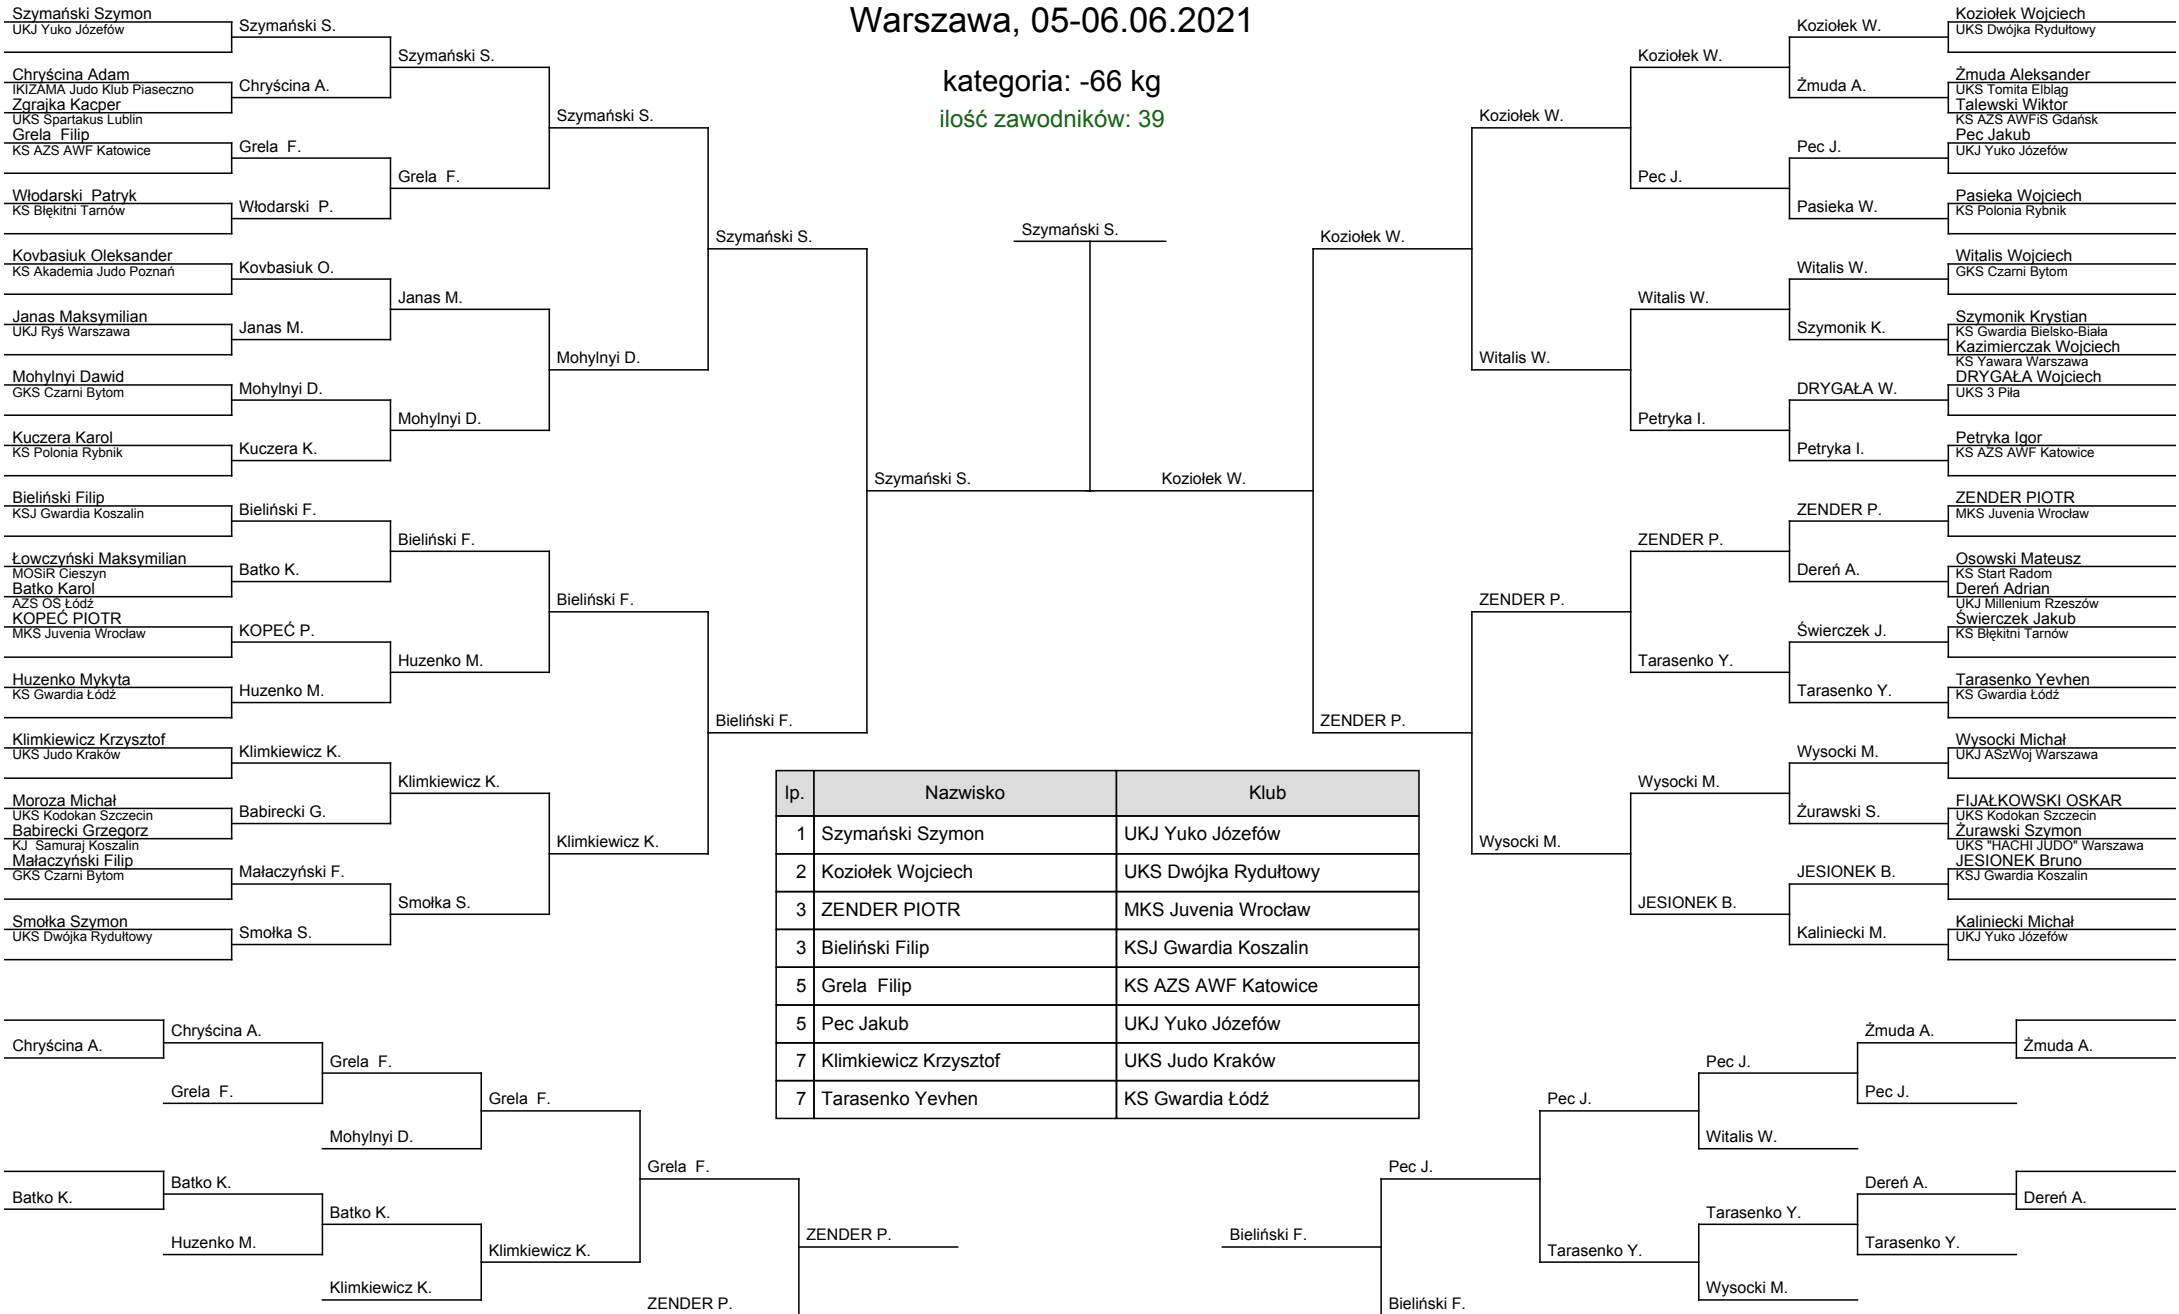 Warszawa, 05-06.06.2021
kategoria: -66 kg
ilość zawodników: 39
Szymański Szymon
UKJ Yuko Józefów
Chryścina Adam
IKIZAMA Judo Klub Piaseczno
Zgrajka Kacper
UKS Spartakus Lublin
Grela Filip
KS AZS AWF Katowice
Włodarski Patryk
KS Błękitni Tarnów
Kovbasiuk Oleksander
KS Akademia Judo Poznań
Janas Maksymilian
UKJ Ryś Warszawa
Mohylnyi Dawid
GKS Czarni Bytom
Kuczera Karol
KS Polonia Rybnik
Bieliński Filip
KSJ Gwardia Koszalin
Łowczyński Maksymilian
MOSiR Cieszyn
Batko Karol
AZS OŚ Łódź
KOPEĆ PIOTR
MKS Juvenia Wrocław
Huzenko Mykyta
KS Gwardia Łódź
Klimkiewicz Krzysztof
UKS Judo Kraków
Moroza Michał
UKS Kodokan Szczecin
Babirecki Grzegorz
KJ Samuraj Koszalin
Małaczyński Filip
GKS Czarni Bytom
Smołka Szymon
UKS Dwójka Rydułtowy
Szymański S.
Chryścina A.
Grela F.
Włodarski P.
Kovbasiuk O.
Janas M.
Mohylnyi D.
Kuczera K.
Bieliński F.
Batko K.
KOPEĆ P.
Huzenko M.
Klimkiewicz K.
Babirecki G.
Małaczyński F.
Smołka S.
Szymański S.
Grela F.
Janas M.
Mohylnyi D.
Bieliński F.
Huzenko M.
Klimkiewicz K.
Smołka S.
Szymański S.
Mohylnyi D.
Bieliński F.
Klimkiewicz K.
Szymański S.
Bieliński F.
Szymański S.
Szymański S.
Koziołek W.
Koziołek W.
ZENDER P.
Koziołek W.
Witalis W.
ZENDER P.
Wysocki M.
Koziołek W.
Pec J.
Witalis W.
Petryka I.
ZENDER P.
Tarasenko Y.
Wysocki M.
JESIONEK B.
Koziołek W.
Żmuda A.
Pec J.
Pasieka W.
Witalis W.
Szymonik K.
DRYGAŁA W.
Petryka I.
ZENDER P.
Dereń A.
Świerczek J.
Tarasenko Y.
Wysocki M.
Żurawski S.
JESIONEK B.
Kaliniecki M.
Koziołek Wojciech
UKS Dwójka Rydułtowy
Żmuda Aleksander
UKS Tomita Elbląg
Talewski Wiktor
KS AZS AWFiS Gdańsk
Pec Jakub
UKJ Yuko Józefów
Pasieka Wojciech
KS Polonia Rybnik
Witalis Wojciech
GKS Czarni Bytom
Szymonik Krystian
KS Gwardia Bielsko-Biała
Kazimierczak Wojciech
KS Yawara Warszawa
DRYGAŁA Wojciech
UKS 3 Piła
Petryka Igor
KS AZS AWF Katowice
ZENDER PIOTR
MKS Juvenia Wrocław
Osowski Mateusz
KS Start Radom
Dereń Adrian
UKJ Millenium Rzeszów
Świerczek Jakub
KS Błękitni Tarnów
Tarasenko Yevhen
KS Gwardia Łódź
Wysocki Michał
UKJ ASzWoj Warszawa
FIJAŁKOWSKI OSKAR
UKS Kodokan Szczecin
Żurawski Szymon
UKS "HACHI JUDO" Warszawa
JESIONEK Bruno
KSJ Gwardia Koszalin
Kaliniecki Michał
UKJ Yuko Józefów
lp. Nazwisko Klub
1 Szymański Szymon UKJ Yuko Józefów
2 Koziołek Wojciech UKS Dwójka Rydułtowy
3 ZENDER PIOTR MKS Juvenia Wrocław
3 Bieliński Filip KSJ Gwardia Koszalin
5 Grela Filip KS AZS AWF Katowice
5 Pec Jakub UKJ Yuko Józefów
7 Klimkiewicz Krzysztof UKS Judo Kraków
7 Tarasenko Yevhen KS Gwardia Łódź
Chryścina A.
Batko K.
Chryścina A.
Grela F.
Batko K.
Huzenko M.
Grela F.
Mohylnyi D.
Batko K.
Klimkiewicz K.
Grela F.
Klimkiewicz K.
Grela F.
ZENDER P.
ZENDER P.
Bieliński F.
Pec J.
Bieliński F.
Pec J.
Tarasenko Y.
Pec J.
Witalis W.
Tarasenko Y.
Wysocki M.
Żmuda A.
Pec J.
Dereń A.
Tarasenko Y.
Żmuda A.
Dereń A.